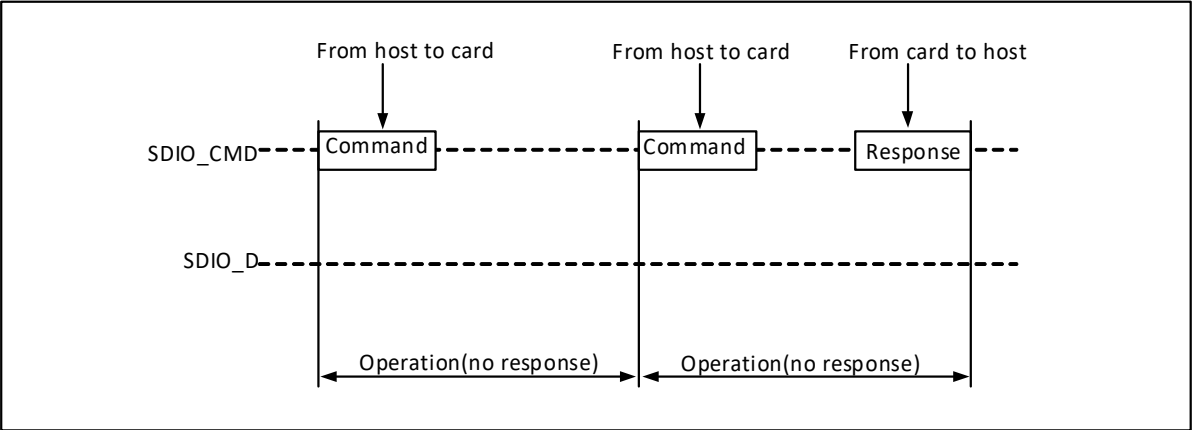 From host to card
From host to card
From card to host
SDIO_CMD
Command
Command
Response
SDIO_D
Operation(no response)
Operation(no response)